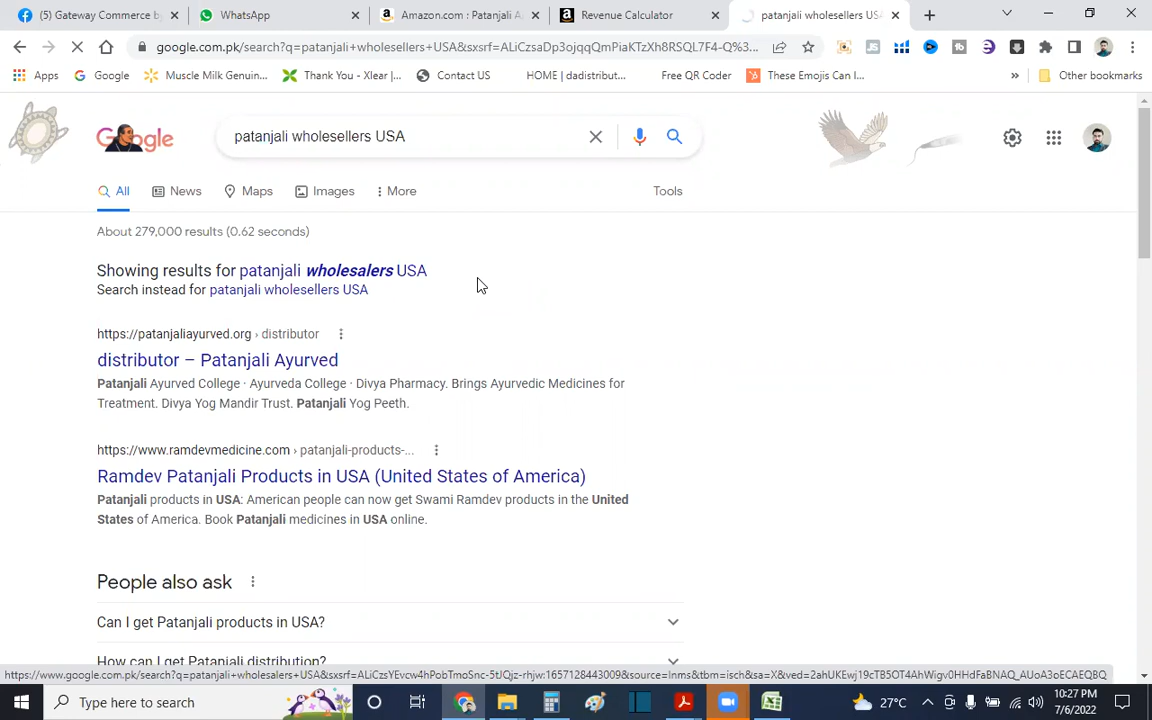 (5) Gateway Commerce b
WhatsApp
Amazon.com : Patanjali A
Revenue Calculator
patanjali wholesellers USA
google.com.pk/search?q=patanjali+wholesellers+USA&sxsrf=ALiCzsaDp3ojqqQmPiaKTzXh8RSQL7F4-Q%3...
Apps
Google
Muscle Milk Genuin...
Thank You - Xlear |...
Contact US
HOME | dadistribut...
Free QR Coder
These Emojis Can I...
»
Other bookmarks
Google
patanjali wholesellers USA
All
News
Maps
Images
More
Tools
About 279,000 results (0.62 seconds)
Showing results for patanjali wholesalers USA
Search instead for patanjali wholesellers USA
https://patanjaliayurved.org › distributor
distributor – Patanjali Ayurved
Patanjali Ayurved College · Ayurveda College · Divya Pharmacy. Brings Ayurvedic Medicines for
Treatment. Divya Yog Mandir Trust. Patanjali Yog Peeth.
https://www.ramdevmedicine.com › patanjali-products-...
Ramdev Patanjali Products in USA (United States of America)
Patanjali products in USA: American people can now get Swami Ramdev products in the United
States of America. Book Patanjali medicines in USA online.
People also ask
Can I get Patanjali products in USA?
How can I get Patanjali distribution?
Type here to search
27°C
10:27 PM
7/6/2022